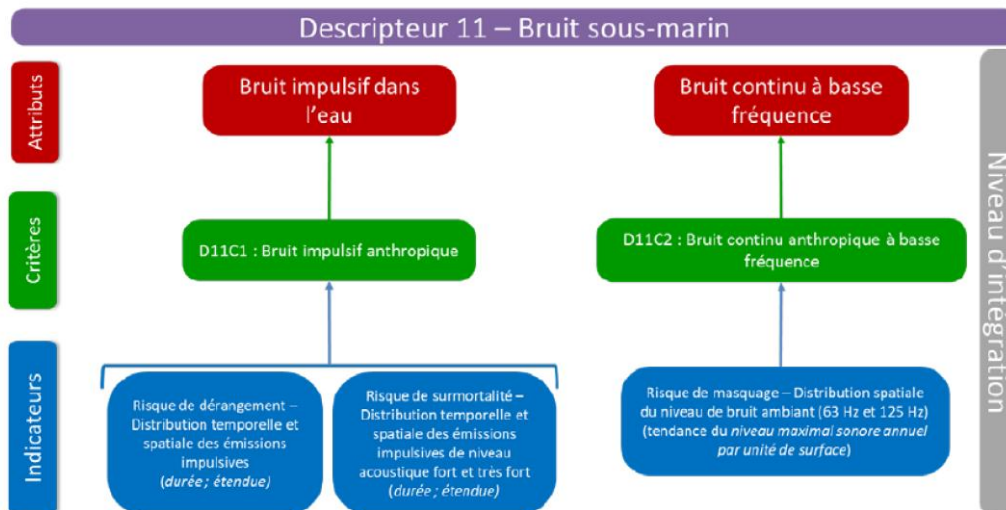 Descripteur 11 – Bruit sous-marin
Attributs
Bruit impulsif dans
l'eau
Bruit continu à basse
fréquence
Critères
D11C1 : Bruit impulsif anthropique
D11C2 : Bruit continu anthropique à basse
fréquence
Indicateurs
Risque de dérangement –
Distribution temporelle et
spatiale des émissions
impulsives
(durée ; étendue)
Risque de surmortalité –
Distribution temporelle et
spatiale des émissions
impulsives de niveau
acoustique fort et très fort
(durée ; étendue)
Risque de masquage – Distribution spatiale
du niveau de bruit ambiant (63 Hz et 125 Hz)
(tendance du niveau maximal sonore annuel
par unité de surface)
Niveau d'intégration